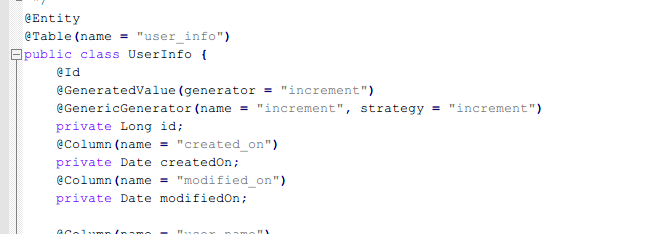 */
@Entity
@Table(name = "user_info")
public class UserInfo {
@Id
@GeneratedValue(generator = "increment")
@GenericGenerator(name = "increment", strategy = "increment")
private Long id;
@Column(name = "created_on")
private Date createdOn;
@Column(name = "modified_on")
private Date modifiedOn;
@Column(name = "user_name")